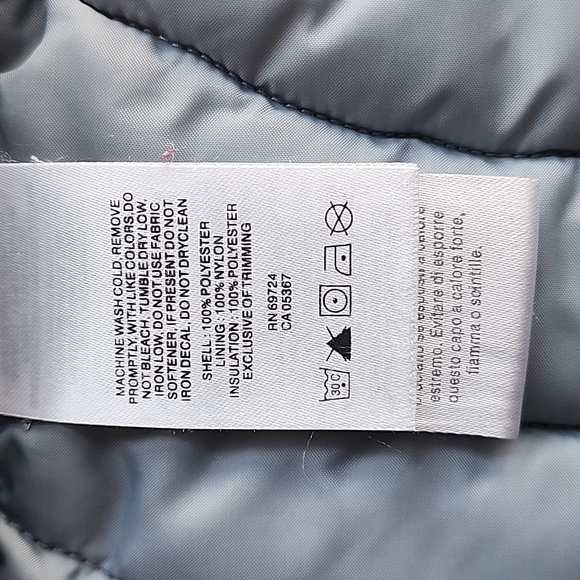 MACHINE WASH COLD, REMOVE
PROMPTLY, WITH LIKE COLORS.DO
NOT BLEACH, TUMBLE DRY LOW,
IRON LOW, DO NOT USE FABRIC
SOFTENER, IF PRESENT DO NOT
IRON DECAL, DO NOT DRYCLEAN
SHELL : 100% POLYESTER
LINING : 100% NYLON
INSULATION : 100% POLYESTER
EXCLUSIVE OF TRIMMING
RN 69724
CA 05367
30 C
estremo. Evitare di esporre
questo capo a calore forte,
fiamma o scintille.